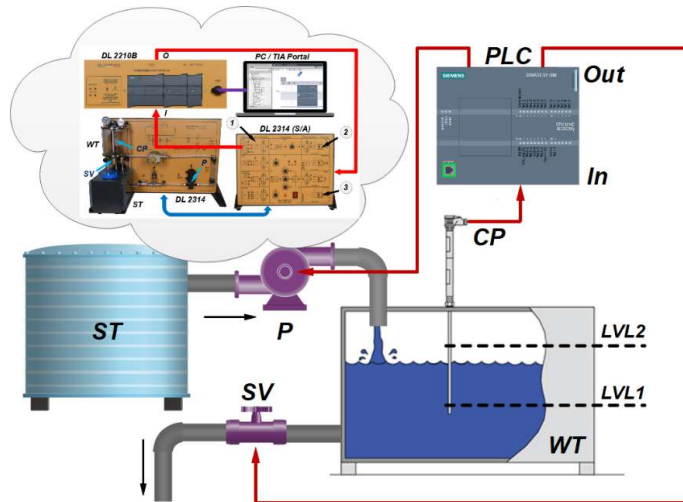 DL 2210B
O
PC / TIA Portal
I
DL 2314 (S/A)
1
2
3
WT
CP
P
SV
ST
DL 2314
PLC
SIEMENS
Out
In
CP
ST
P
LVL2
SV
LVL1
WT